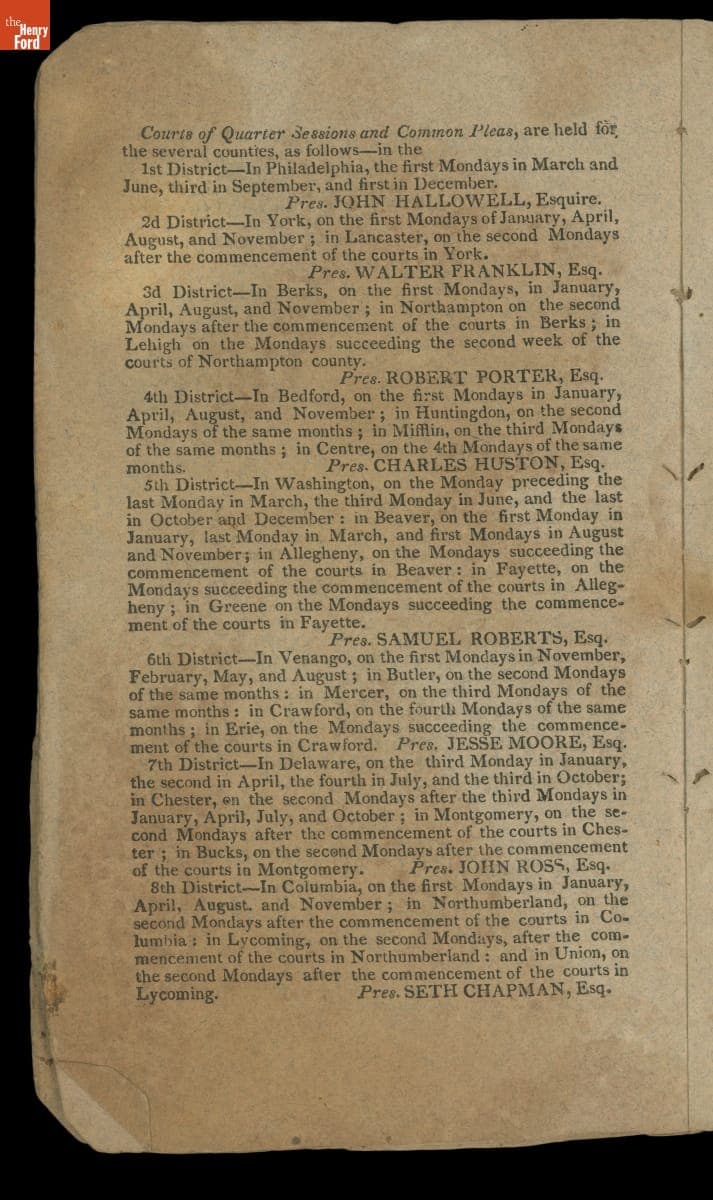 the
Henry
Ford
Courts of Quarter Sessions and Common Pleas, are held for
the several counties, as follows—in the
1st District—In Philadelphia, the first Mondays in March and
June, third in September, and first in December.
Pres. JOHN HALLOWELL, Esquire.
2d District—In York, on the first Mondays of January, April,
August, and November ; in Lancaster, on the second Mondays
after the commencement of the courts in York.
Pres. WALTER FRANKLIN, Esq.
3d District—In Berks, on the first Mondays, in January,
April, August, and November ; in Northampton on the second
Mondays after the commencement of the courts in Berks ; in
Lehigh on the Mondays succeeding the second week of the
courts of Northampton county.
Pres. ROBERT PORTER, Esq.
4th District—In Bedford, on the first Mondays in January,
April, August, and November ; in Huntingdon, on the second
Mondays of the same months ; in Mifflin, on the third Mondays
of the same months ; in Centre, on the 4th Mondays of the same
months. Pres. CHARLES HUSTON, Esq.
5th District—In Washington, on the Monday preceding the
last Monday in March, the third Monday in June, and the last
in October and December : in Beaver, on the first Monday in
January, last Monday in March, and first Mondays in August
and November; in Allegheny, on the Mondays succeeding the
commencement of the courts in Beaver : in Fayette, on the
Mondays succeeding the commencement of the courts in Alleg-
heny ; in Greene on the Mondays succeeding the commence-
ment of the courts in Fayette.
Pres. SAMUEL ROBERTS, Esq.
6th District—In Venango, on the first Mondays in November,
February, May, and August ; in Butler, on the second Mondays
of the same months : in Mercer, on the third Mondays of the
same months : in Crawford, on the fourth Mondays of the same
months ; in Erie, on the Mondays succeeding the commence-
ment of the courts in Crawford. Pres. JESSE MOORE, Esq.
7th District—In Delaware, on the third Monday in January,
the second in April, the fourth in July, and the third in October;
in Chester, on the second Mondays after the third Mondays in
January, April, July, and October ; in Montgomery, on the se-
cond Mondays after the commencement of the courts in Ches-
ter ; in Bucks, on the second Mondays after the commencement
of the courts in Montgomery. Pres. JOHN ROSS, Esq.
8th District—In Columbia, on the first Mondays in January,
April, August. and November ; in Northumberland, on the
second Mondays after the commencement of the courts in Co-
lumbia : in Lycoming, on the second Mondays, after the com-
mencement of the courts in Northumberland : and in Union, on
the second Mondays after the commencement of the courts in
Lycoming. Pres. SETH CHAPMAN, Esq.